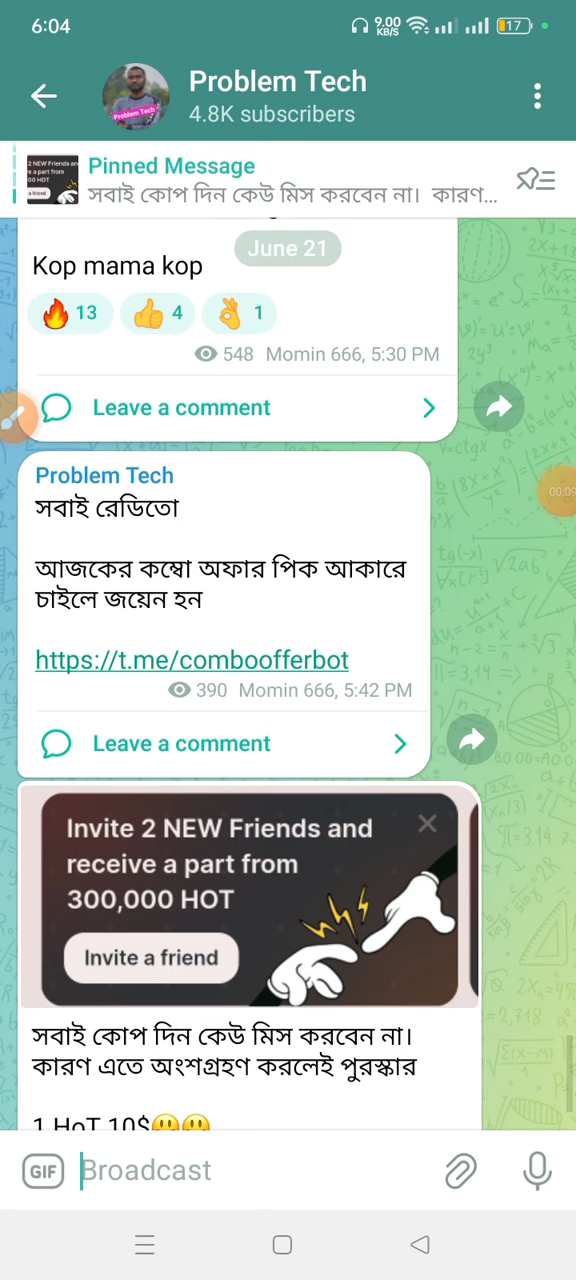 6:04
9.00
KB/S
17
Problem Tech
4.8K subscribers
Pinned Message
সবাই কোপ দিন কেউ মিস করবেন না। কারণ...
June 21
Kop mama kop
13
4
1
548 Momin 666, 5:30 PM
Leave a comment
00:09
Problem Tech
সবাই রেডিতো
আজকের কম্বো অফার পিক আকারে
চাইলে জয়েন হন
https://t.me/comboofferbot
390 Momin 666, 5:42 PM
Leave a comment
Invite 2 NEW Friends and
receive a part from
300,000 HOT
Invite a friend
সবাই কোপ দিন কেউ মিস করবেন না।
কারণ এতে অংশগ্রহণ করলেই পুরস্কার
1 HoT 10$🙂🙂
GIF
Broadcast